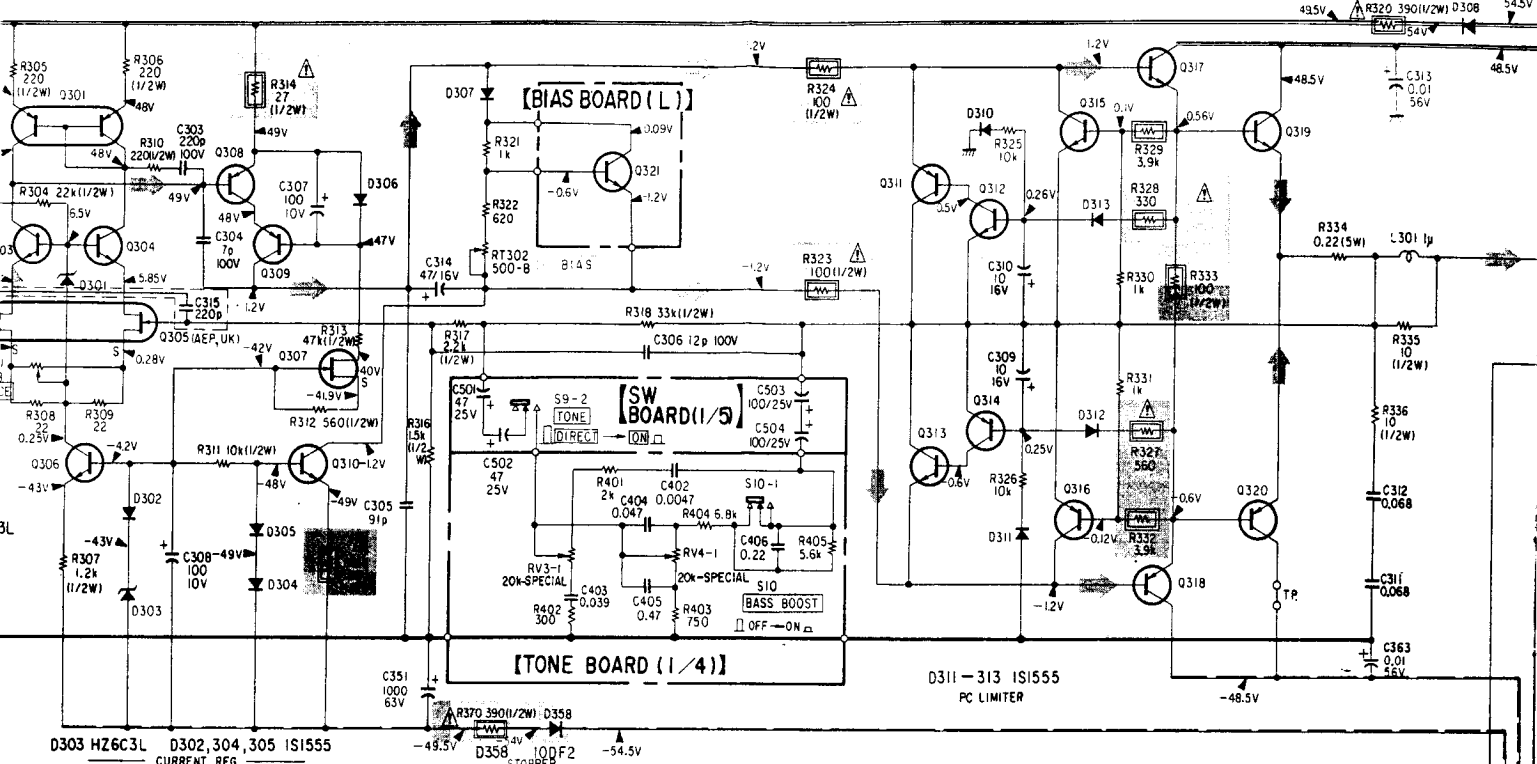 49.5V
R320 390(1/2W)
D308
54.5V
54V
48.5V
R305
220
(1/2W)
R306
220
(1/2W)
Q301
48V
R314
27
(1/2W)
49V
R310
220(1/2W)
C303
220p
100V
Q308
48V
R304 22k(1/2W)
49V
6.5V
48V
C307
100
10V
D306
47V
03
Q304
C304
7p
100V
Q309
D301
5.85V
-1.2V
C315
220p
Q305(AEP,UK)
S
S
0.28V
-42V
Q307
R313
47k(1/2W)
40V
S
-41.9V
R312 560(1/2W)
R308
22
R309
22
0.25V
-42V
Q306
-43V
R311 10k(1/2W)
-48V
Q310
-1.2V
-49V
D302
-43V
D303
R307
1.2k
(1/2W)
C308
100
10V
D305
-49V
D304
3L
D303 HZ6C3L
D302,304,305 1S1555
CURRENT REG
D307
【BIAS BOARD(L)】
R321
1k
0.09V
Q321
-0.6V
-1.2V
R322
620
RT302
500-B
BIAS
C314
47/16V
1.2V
R324
100
(1/2W)
-1.2V
R323
100(1/2W)
R317
2.2k
(1/2W)
R318 33k(1/2W)
C306 12p 100V
R316
1.5k
(1/2
W)
C305
91p
C501
47
25V
S9-2
TONE
DIRECT
ON
【SW
BOARD(1/5)】
C503
100/25V
C504
100/25V
C502
47
25V
R401
2k
C402
0.0047
S10-1
C404
0.047
R404 6.8k
C406
0.22
R405
5.6k
RV3-1
20k-SPECIAL
RV4-1
20k-SPECIAL
C403
0.039
R402
300
C405
0.47
R403
750
S10
BASS BOOST
OFF
ON
【TONE BOARD (1/4)】
C351
1000
63V
R370 390(1/2W)
D358
-49.5V
-54V
-54.5V
D358
10DF2
STOPPER
D310
R325
10k
Q311
Q312
0.5V
0.26V
C310
10
16V
C309
10
16V
Q314
Q313
-0.6V
0.25V
R326
10k
D311
1.2V
Q317
Q315
0.1V
0.56V
R329
3.9k
D313
R328
330
R330
1k
R333
100
(1/2W)
R331
1k
D312
R327
560
Q316
-0.12V
-0.6V
R332
3.9k
Q318
-1.2V
48.5V
C313
0.01
56V
Q319
R334
0.22(5W)
L301 1μ
R335
10
(1/2W)
R336
10
(1/2W)
C312
0.068
Q320
C311
0.068
TP.
C363
0.01
56V
-48.5V
D311-313 1S1555
PC LIMITER